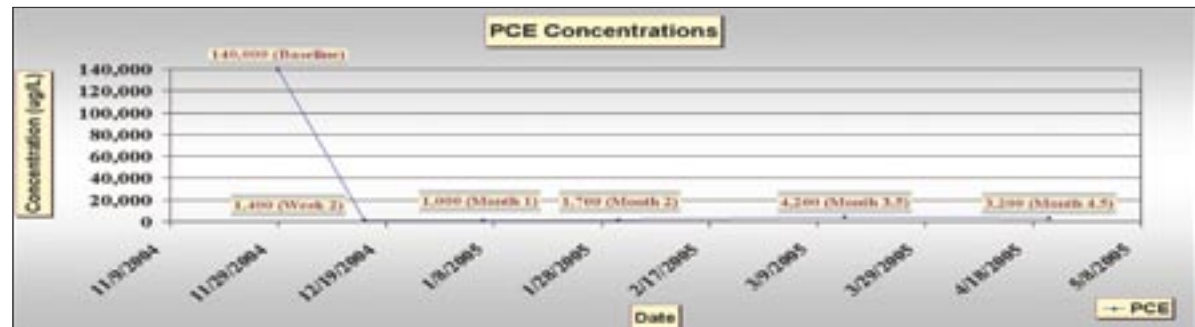 PCE Concentrations
140,000 (Baseline)
Concentration (ug/L)
140,000
120,000
100,000
80,000
60,000
40,000
20,000
0
1,400 (Week 2)
1,000 (Month 1)
1,700 (Month 2)
4,200 (Month 3.5)
3,200 (Month 4.5)
11/9/2004
11/29/2004
12/19/2004
1/8/2005
1/28/2005
2/17/2005
3/9/2005
3/29/2005
4/18/2005
5/8/2005
Date
PCE